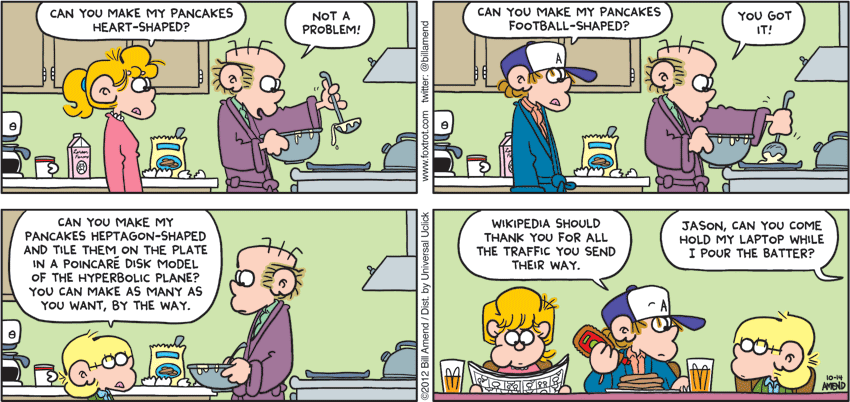 CAN YOU MAKE MY PANCAKES
HEART-SHAPED?
NOT A
PROBLEM!
CAN YOU MAKE MY PANCAKES
FOOTBALL-SHAPED?
YOU GOT
IT!
A
www.foxtrot.com twitter: @billamend
CAN YOU MAKE MY
PANCAKES HEPTAGON-SHAPED
AND TILE THEM ON THE PLATE
IN A POINCARÉ DISK MODEL
OF THE HYPERBOLIC PLANE?
YOU CAN MAKE AS MANY AS
YOU WANT, BY THE WAY.
WIKIPEDIA SHOULD
THANK YOU FOR ALL
THE TRAFFIC YOU SEND
THEIR WAY.
JASON, CAN YOU COME
HOLD MY LAPTOP WHILE
I POUR THE BATTER?
A
©2012 Bill Amend / Dist. by Universal Uclick
10-14
AMEND